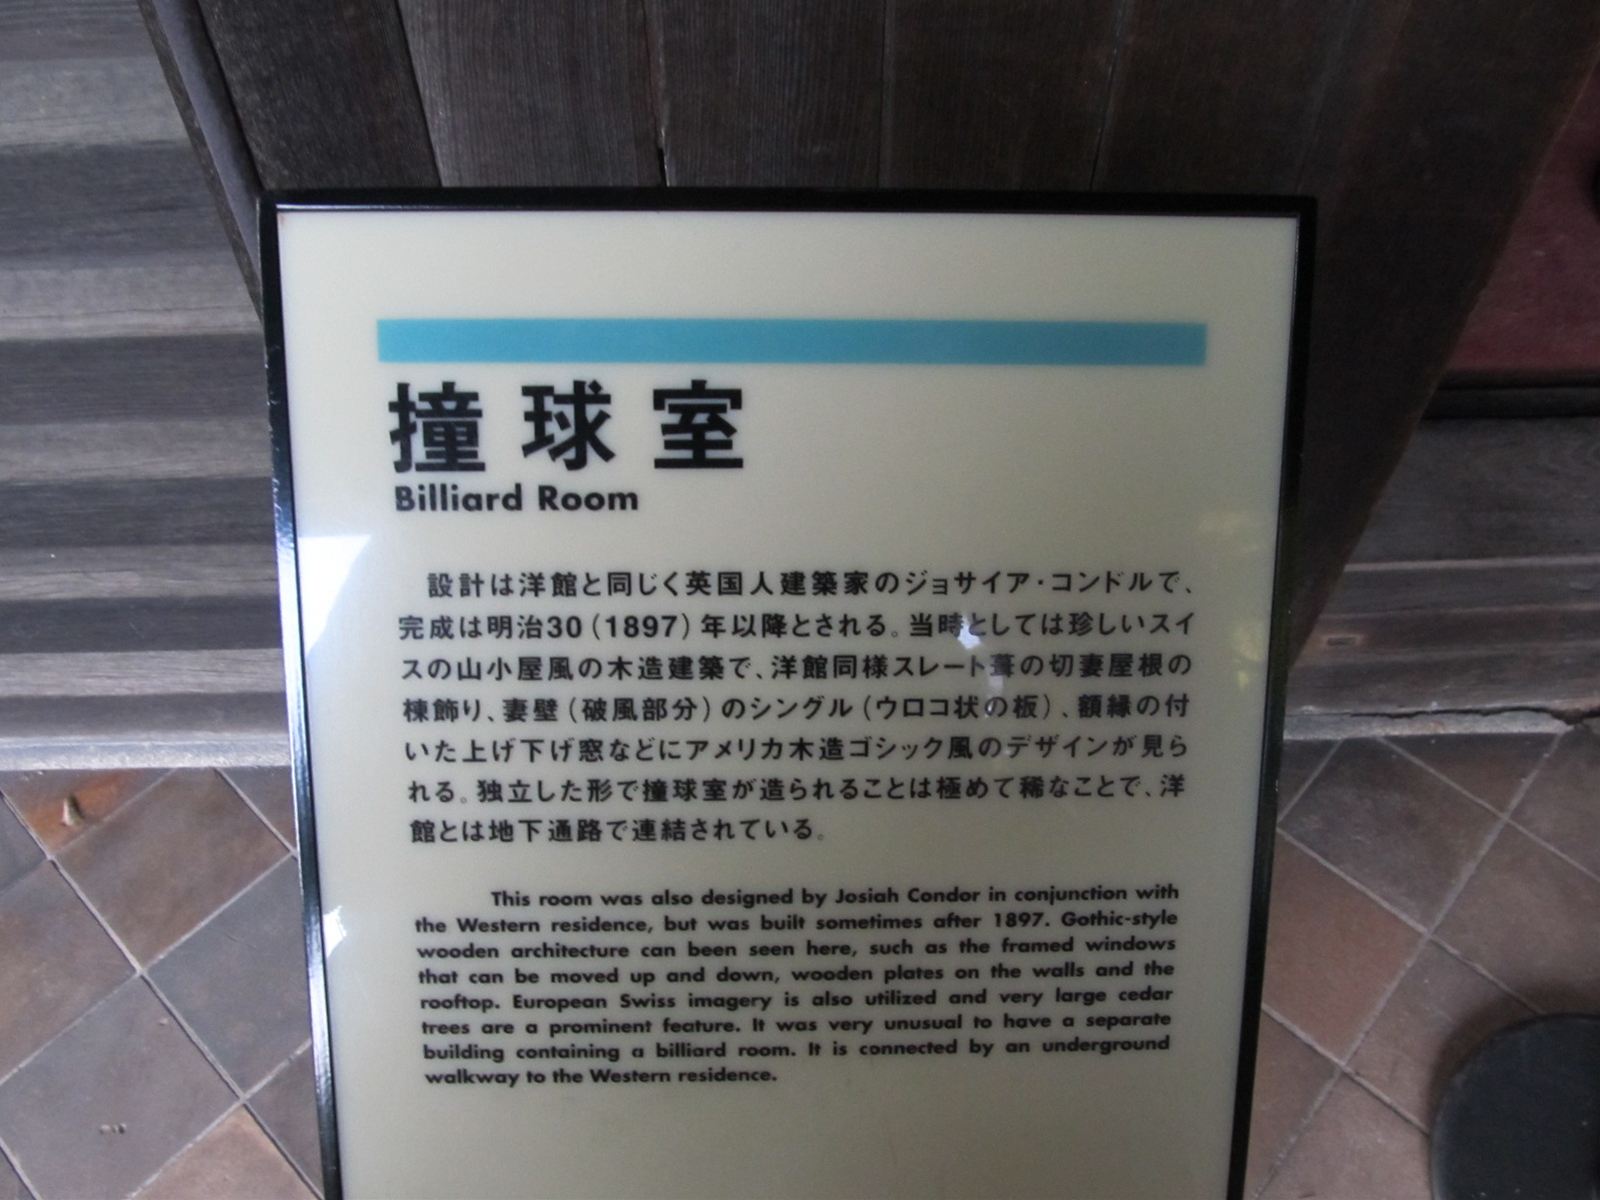 撞球室
Billiard Room
設計は洋館と同じく英国人建築家のジョサイア・コンドルで、
完成は明治30（1897）年以降とされる。当時としては珍しいスイ
スの山小屋風の木造建築で、洋館同様スレート葺の切妻屋根の
棟飾り、妻壁（破風部分）のシングル（ウロコ状の板）、額縁の付
いた上げ下げ窓などにアメリカ木造ゴシック風のデザインが見ら
れる。独立した形で撞球室が造られることは極めて稀なことで、洋
館とは地下通路で連結されている。
This room was also designed by Josiah Condor in conjunction with
the Western residence, but was built sometimes after 1897. Gothic-style
wooden architecture can been seen here, such as the framed windows
that can be moved up and down, wooden plates on the walls and the
rooftop. European Swiss imagery is also utilized and very large cedar
trees are a prominent feature. It was very unusual to have a separate
building containing a billiard room. It is connected by an underground
walkway to the Western residence.